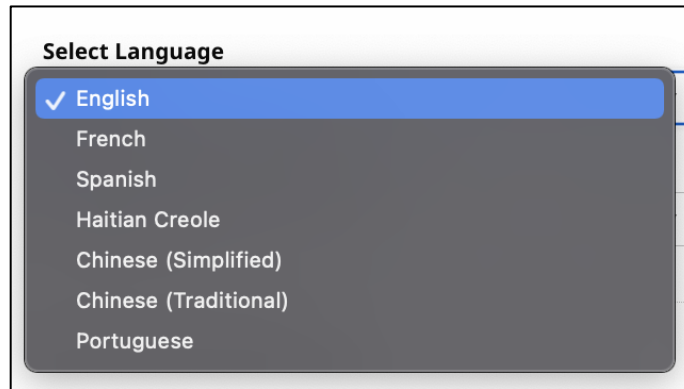 Select Language
✓ English
French
Spanish
Haitian Creole
Chinese (Simplified)
Chinese (Traditional)
Portuguese